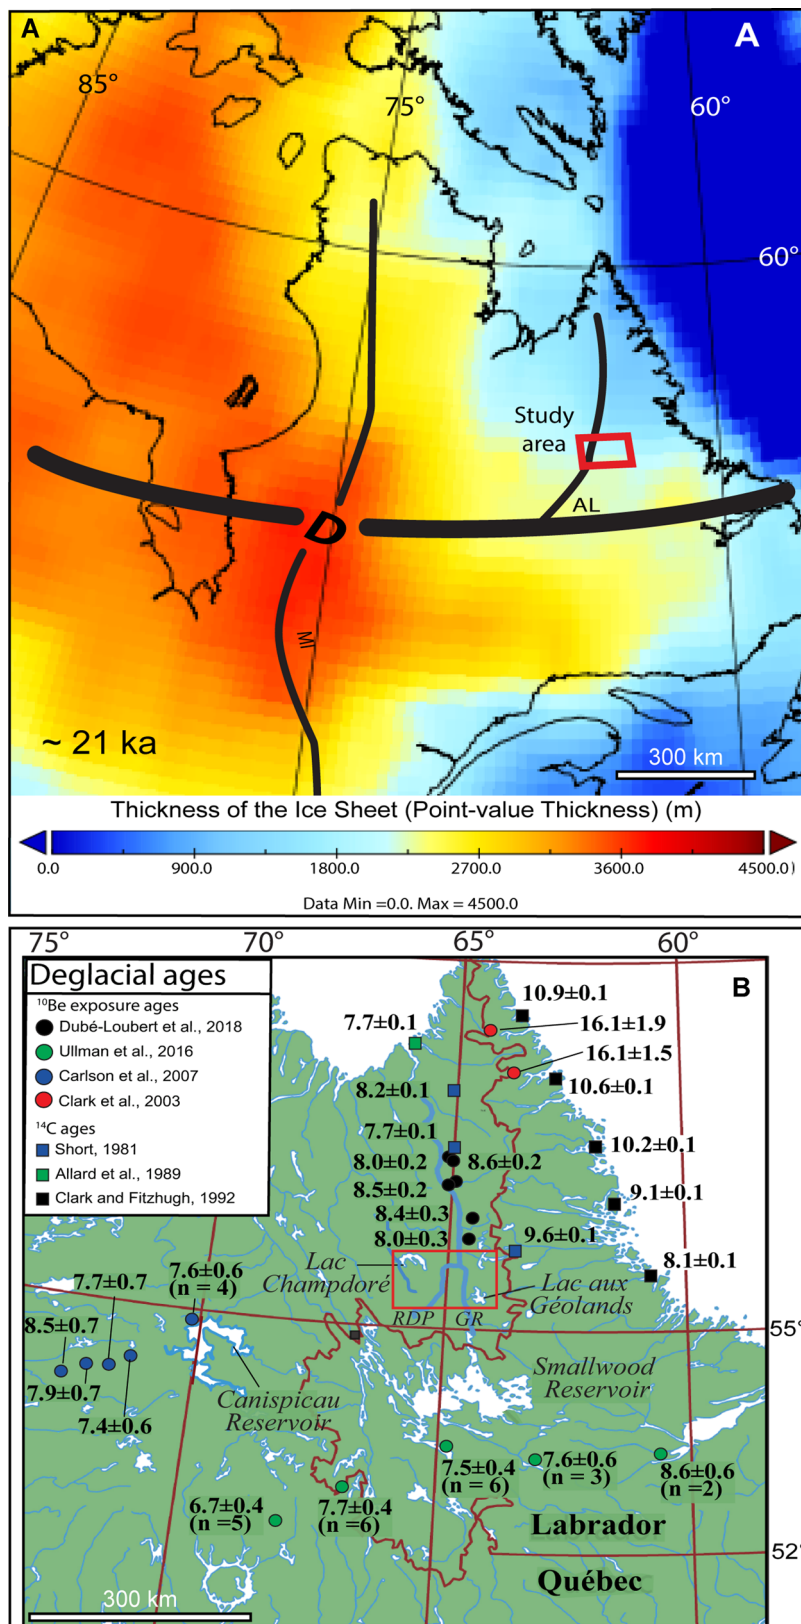 A
A
85°
75°
60°
60°
Study
area
AL
D
MI
~ 21 ka
300 km
Thickness of the Ice Sheet (Point-value Thickness) (m)
0.0
900.0
1800.0
2700.0
3600.0
4500.0)
Data Min =0.0. Max = 4500.0
75°
70°
65°
60°
B
Deglacial ages
¹⁰Be exposure ages
Dubé-Loubert et al., 2018
Ullman et al., 2016
Carlson et al., 2007
Clark et al., 2003
¹⁴C ages
Short, 1981
Allard et al., 1989
Clark and Fitzhugh, 1992
10.9±0.1
7.7±0.1
16.1±1.9
16.1±1.5
8.2±0.1
10.6±0.1
7.7±0.1
10.2±0.1
8.0±0.2
8.6±0.2
8.5±0.2
9.1±0.1
8.4±0.3
8.0±0.3
9.6±0.1
8.1±0.1
Lac
Champdoré
Lac aux
Géolands
RDP
GR
7.6±0.6
(n = 4)
7.7±0.7
8.5±0.7
7.9±0.7
7.4±0.6
55°
Canispicau
Reservoir
Smallwood
Reservoir
7.5±0.4
(n = 6)
7.6±0.6
(n = 3)
8.6±0.6
(n =2)
6.7±0.4
(n =5)
7.7±0.4
(n =6)
Labrador
52°
Québec
300 km